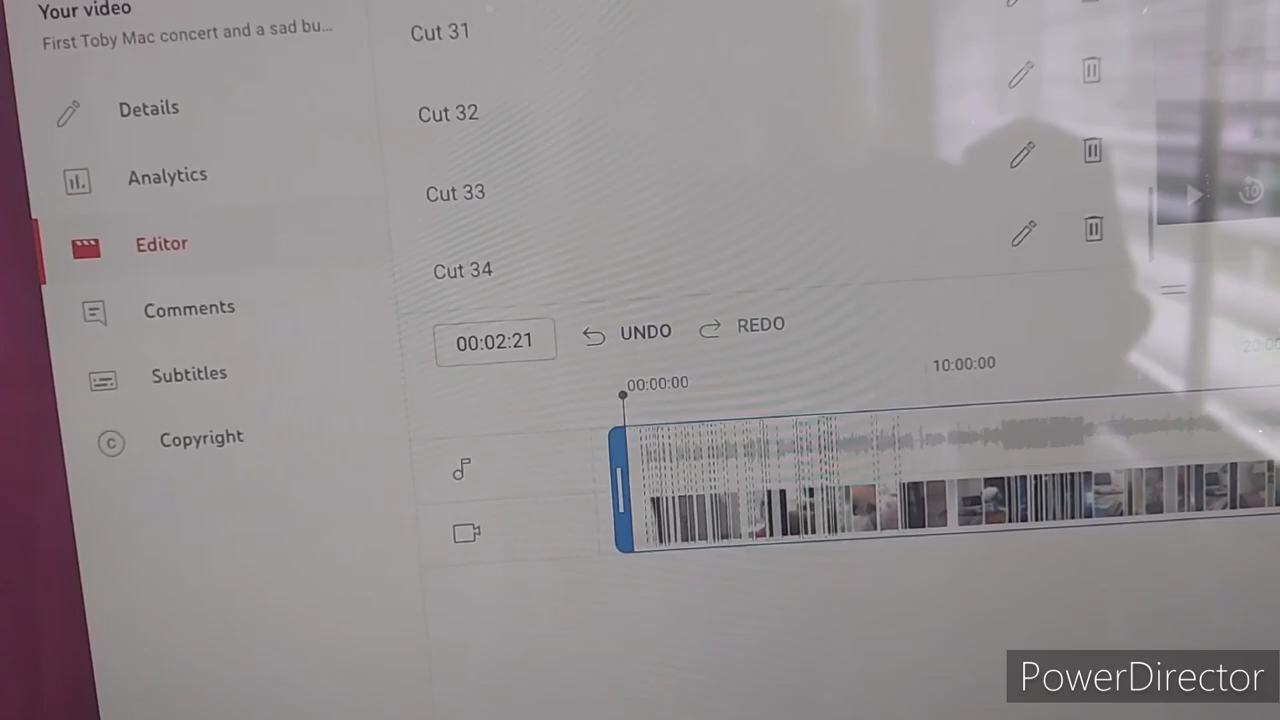 Your video
First Toby Mac concert and a sad bu...
Details
Analytics
Editor
Comments
Subtitles
Copyright
Cut 31
Cut 32
Cut 33
Cut 34
00:02:21
UNDO
REDO
00:00:00
10:00:00
10
PowerDirector